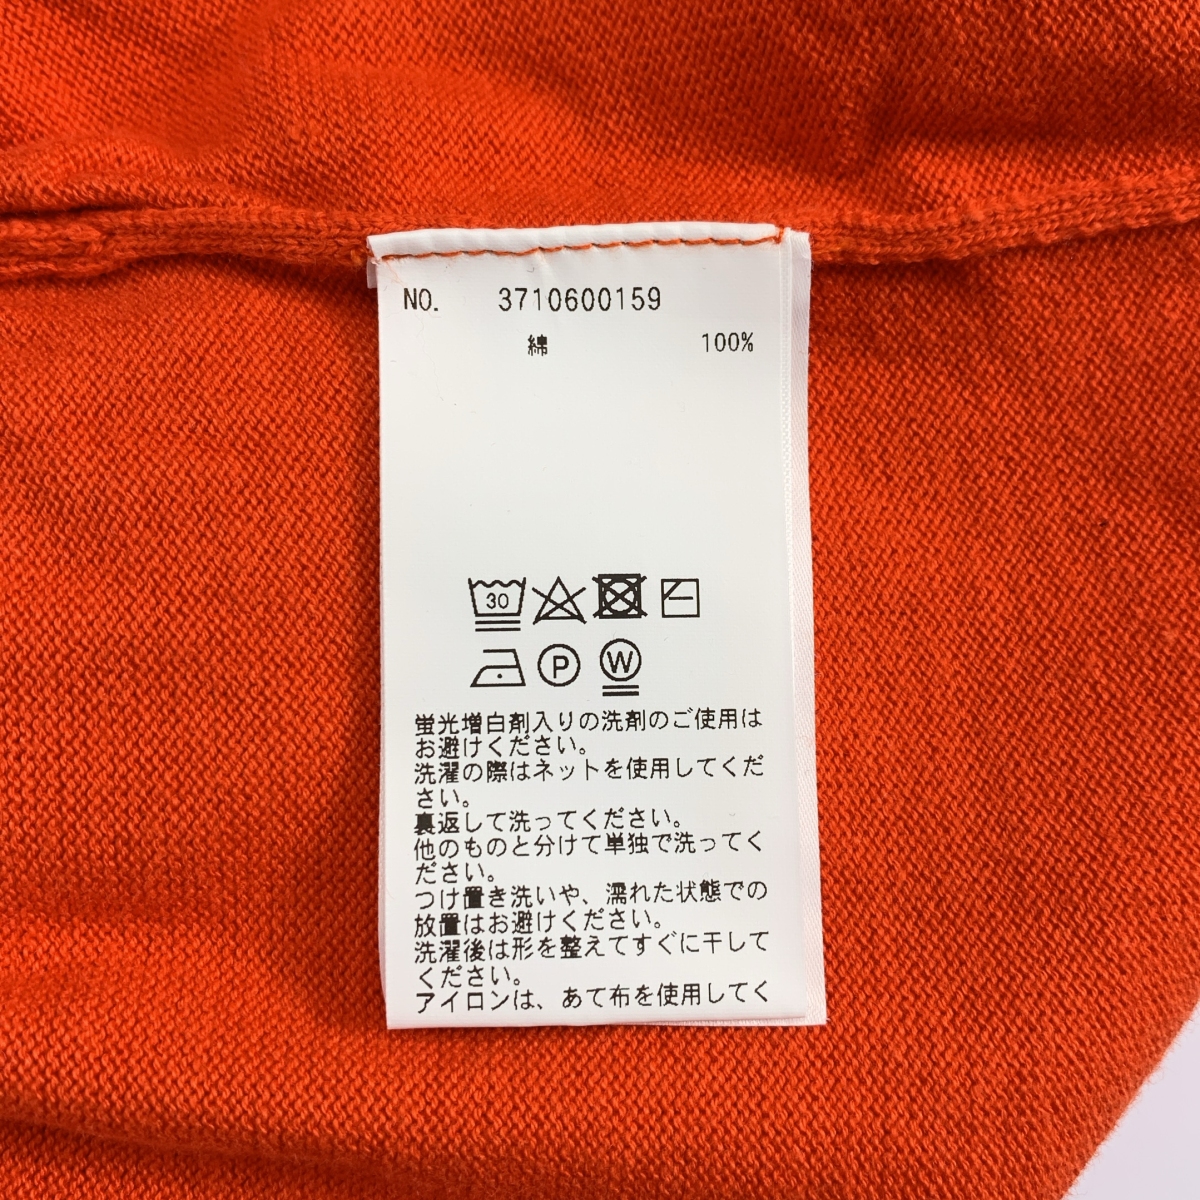 NO. 3710600159
綿 100%
30
P W
蛍光増白剤入りの洗剤のご使用は
お避けください。
洗濯の際はネットを使用してくだ
さい。
裏返して洗ってください。
他のものと分けて単独で洗ってく
ださい。
つけ置き洗いや、濡れた状態での
放置はお避けください。
洗濯後は形を整えてすぐに干して
ください。
アイロンは、あて布を使用してく